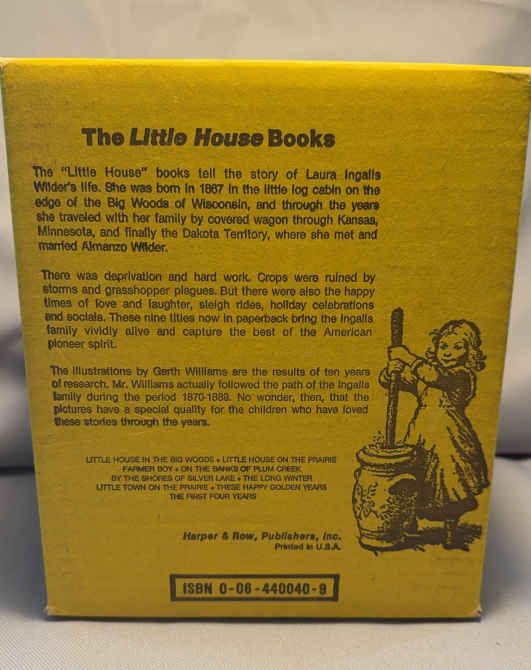 The Little House Books
The "Little House" books tell the story of Laura Ingalls
Wilder's life. She was born in 1867 in the little log cabin on the
edge of the Big Woods of Wisconsin, and through the years
she traveled with her family by covered wagon through Kansas,
Minnesota, and finally the Dakota Territory, where she met and
married Almanzo Wilder.
There was deprivation and hard work. Crops were ruined by
storms and grasshopper plagues. But there were also the happy
times of love and laughter, sleigh rides, holiday celebrations
and socials. These nine titles now in paperback bring the Ingalls
family vividly alive and capture the best of the American
pioneer spirit.
The illustrations by Garth Williams are the results of ten years
of research. Mr. Williams actually followed the path of the Ingalls
family during the period 1870-1889. No wonder, then, that the
pictures have a special quality for the children who have loved
these stories through the years.
LITTLE HOUSE IN THE BIG WOODS • LITTLE HOUSE ON THE PRAIRIE
FARMER BOY • ON THE BANKS OF PLUM CREEK
BY THE SHORES OF SILVER LAKE • THE LONG WINTER
LITTLE TOWN ON THE PRAIRIE • THESE HAPPY GOLDEN YEARS
THE FIRST FOUR YEARS
Harper & Row, Publishers, Inc.
Printed in U.S.A.
ISBN 0-06-440040-9